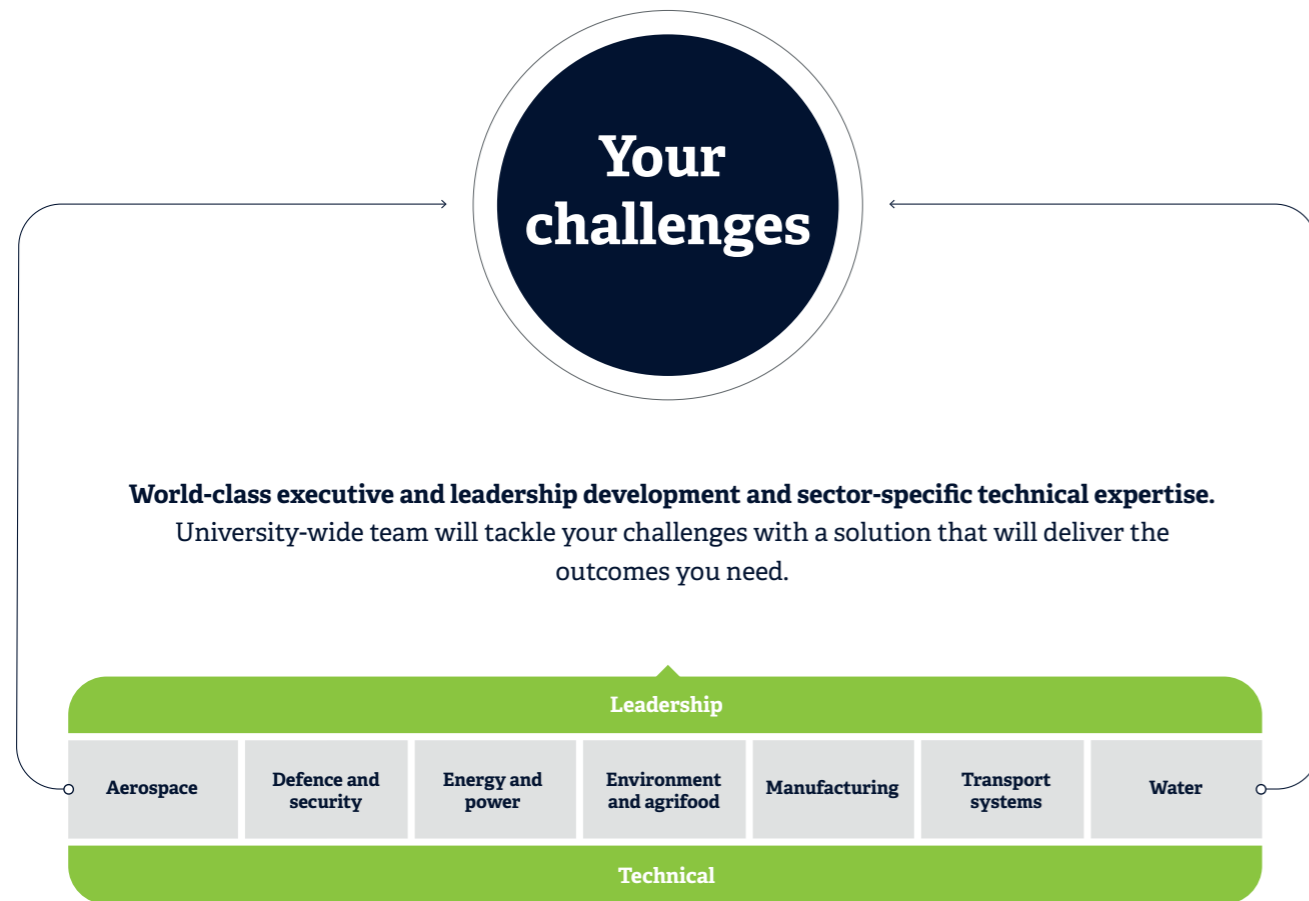 Your
challenges
World-class executive and leadership development and sector-specific technical expertise.
University-wide team will tackle your challenges with a solution that will deliver the
outcomes you need.
Leadership
Aerospace
Defence and
security
Energy and
power
Environment
and agrifood
Manufacturing
Transport
systems
Water
Technical